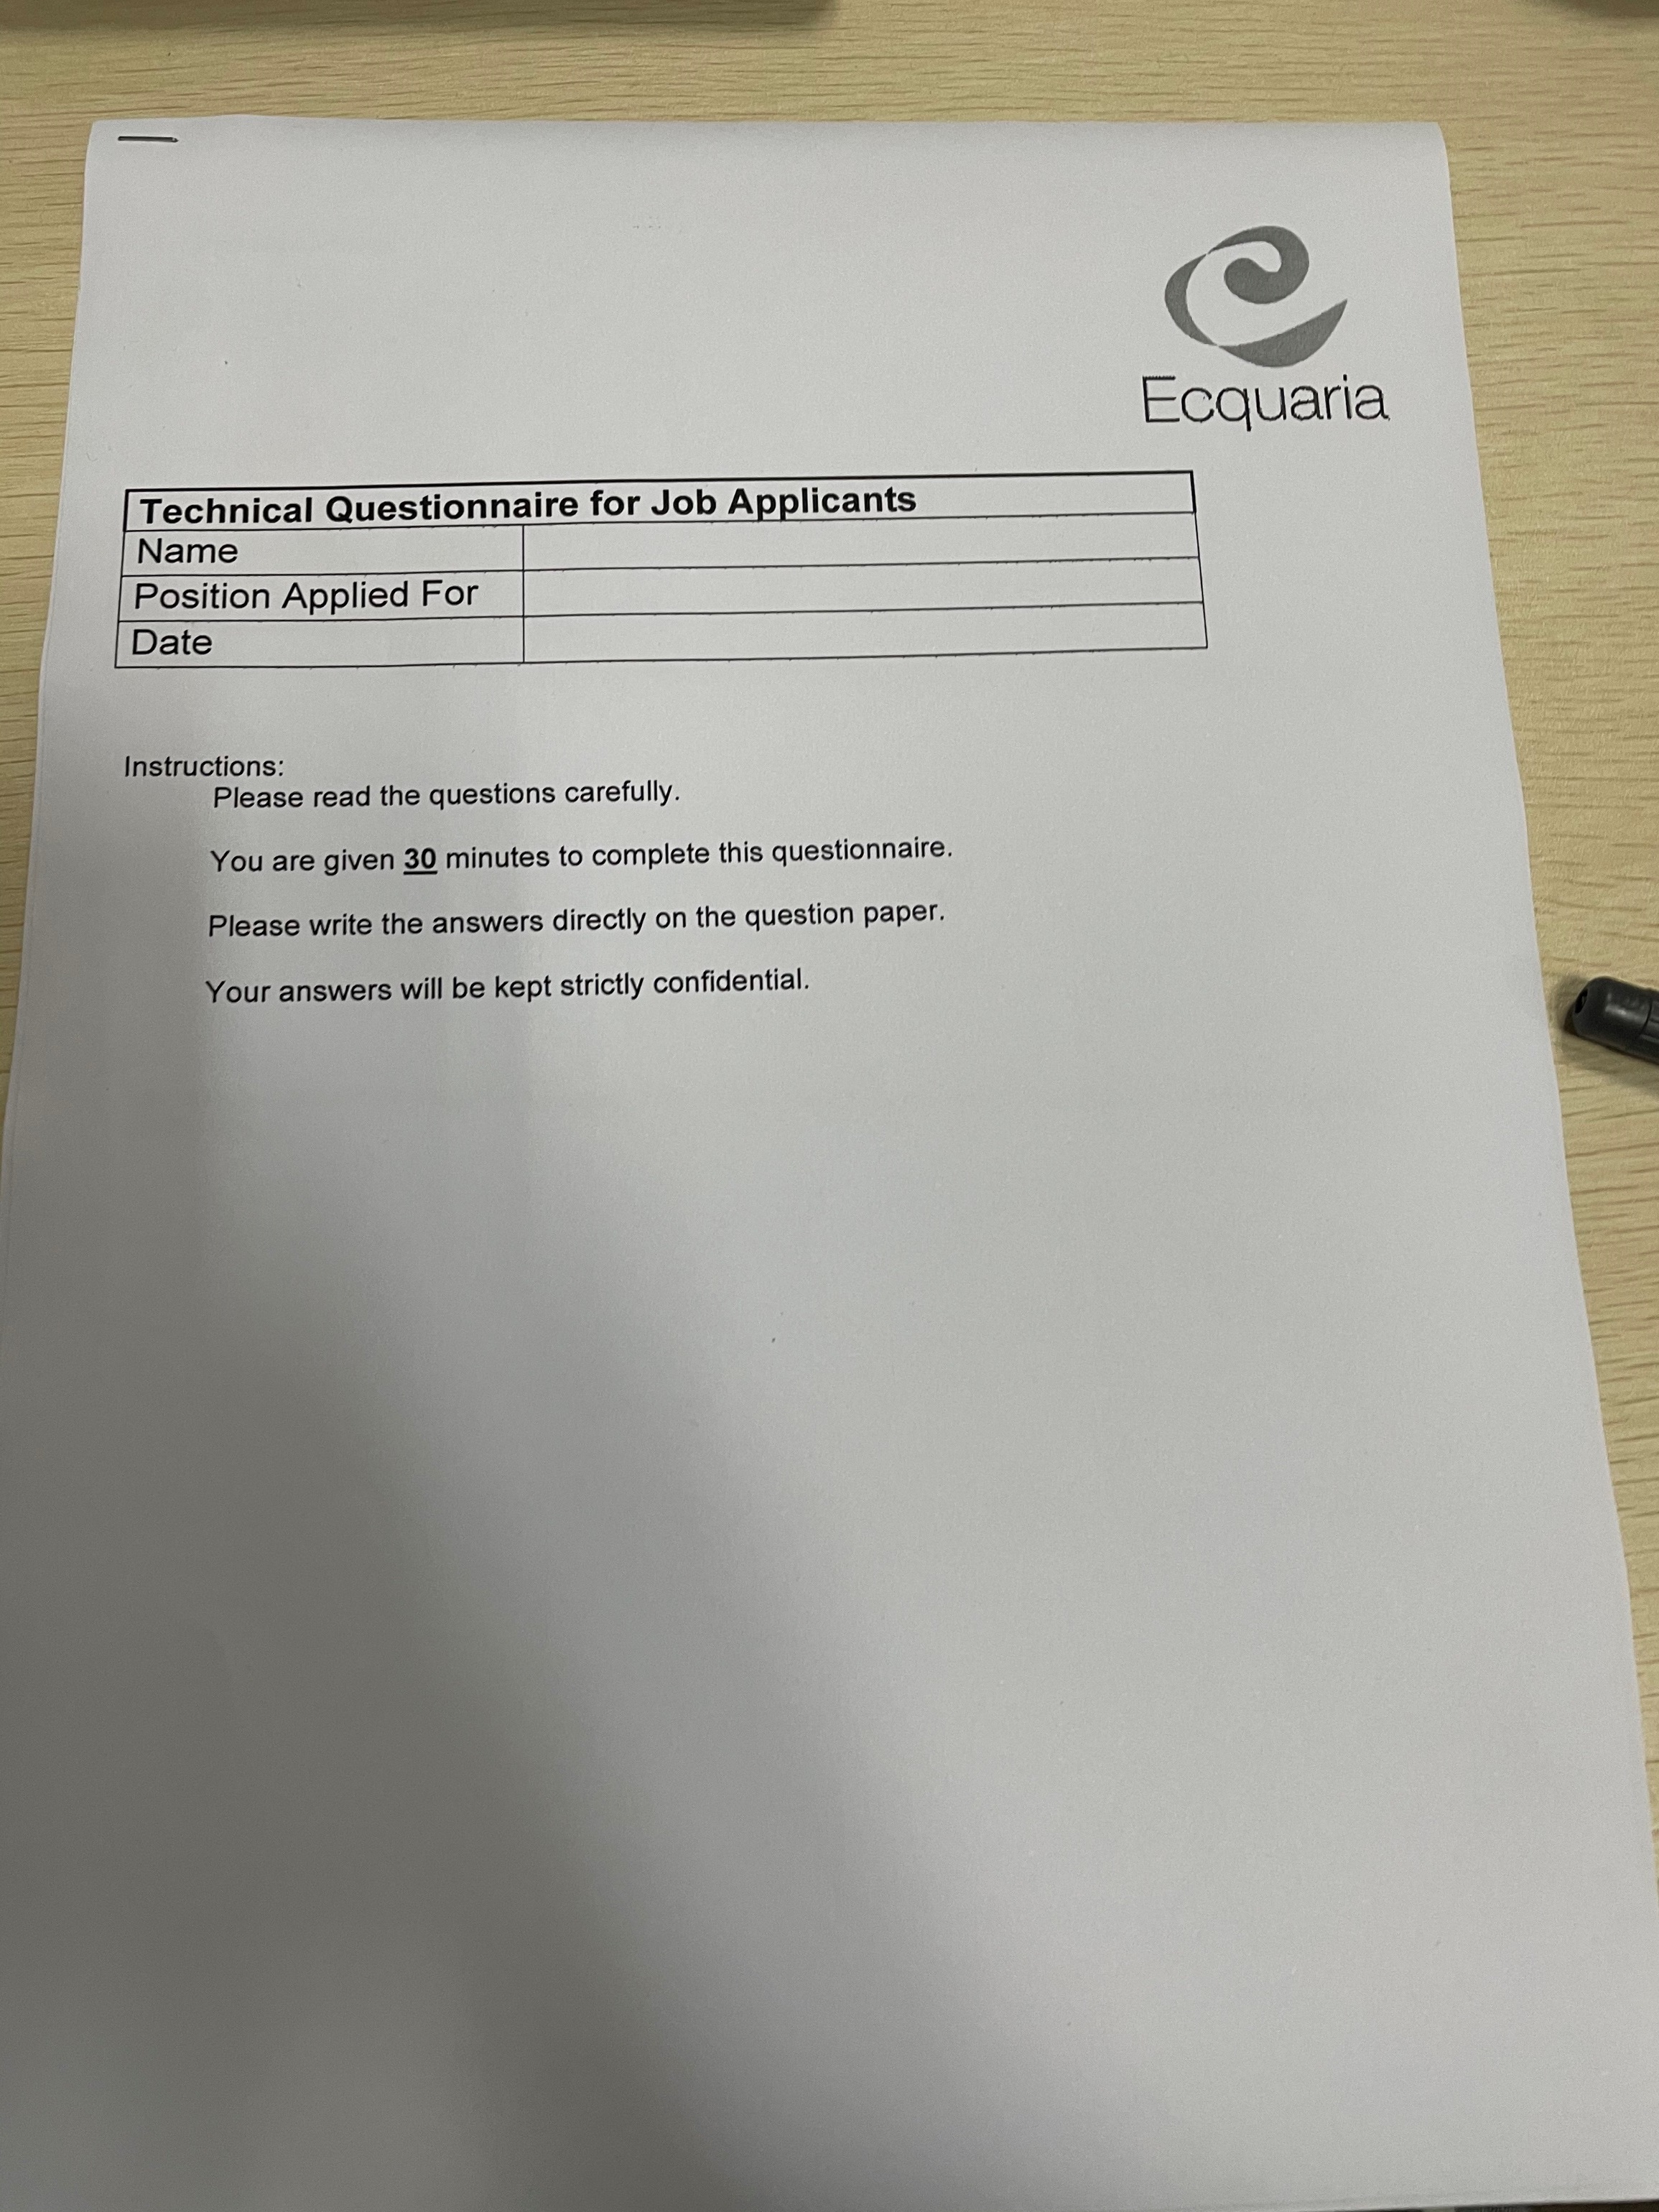 Ecquaria
Technical Questionnaire for Job Applicants
Name
Position Applied For
Date
Instructions:
Please read the questions carefully.
You are given 30 minutes to complete this questionnaire.
Please write the answers directly on the question paper.
Your answers will be kept strictly confidential.